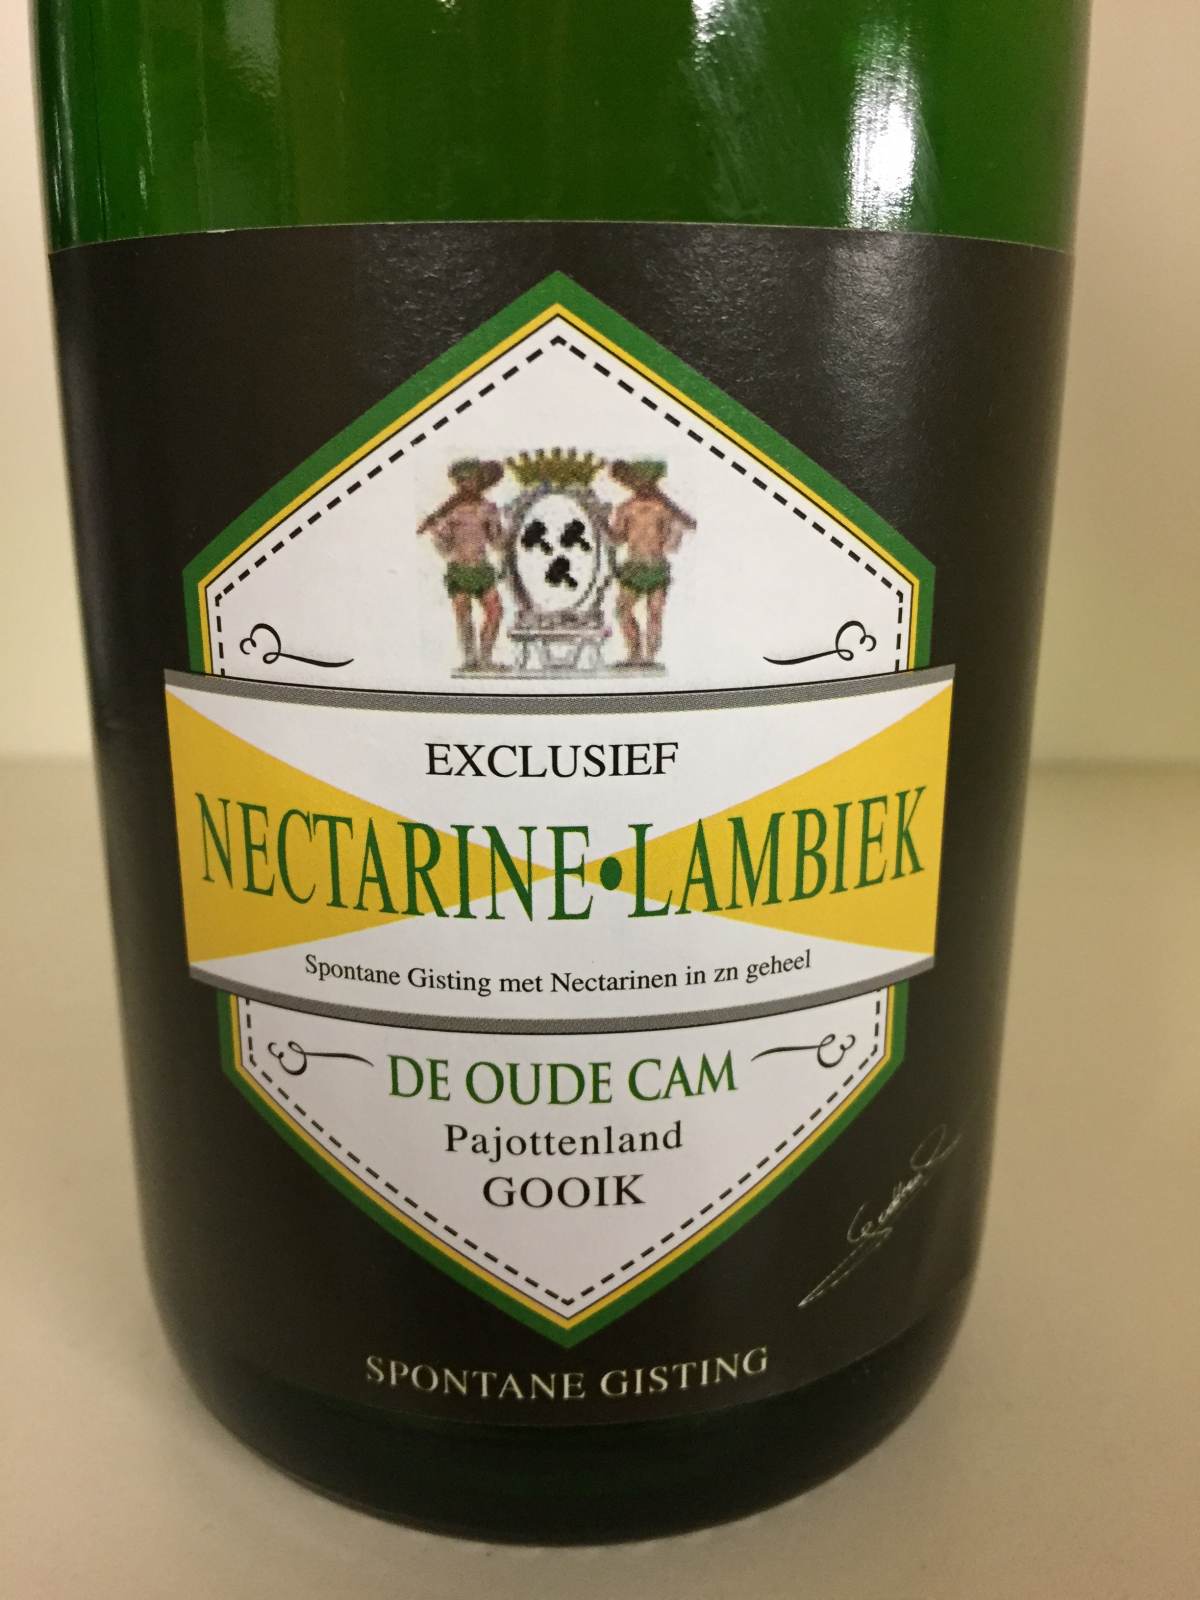 EXCLUSIEF
NECTARINE•LAMBIEK
Spontane Gisting met Nectarinen in zn geheel
DE OUDE CAM
Pajottenland
GOOIK
SPONTANE GISTING